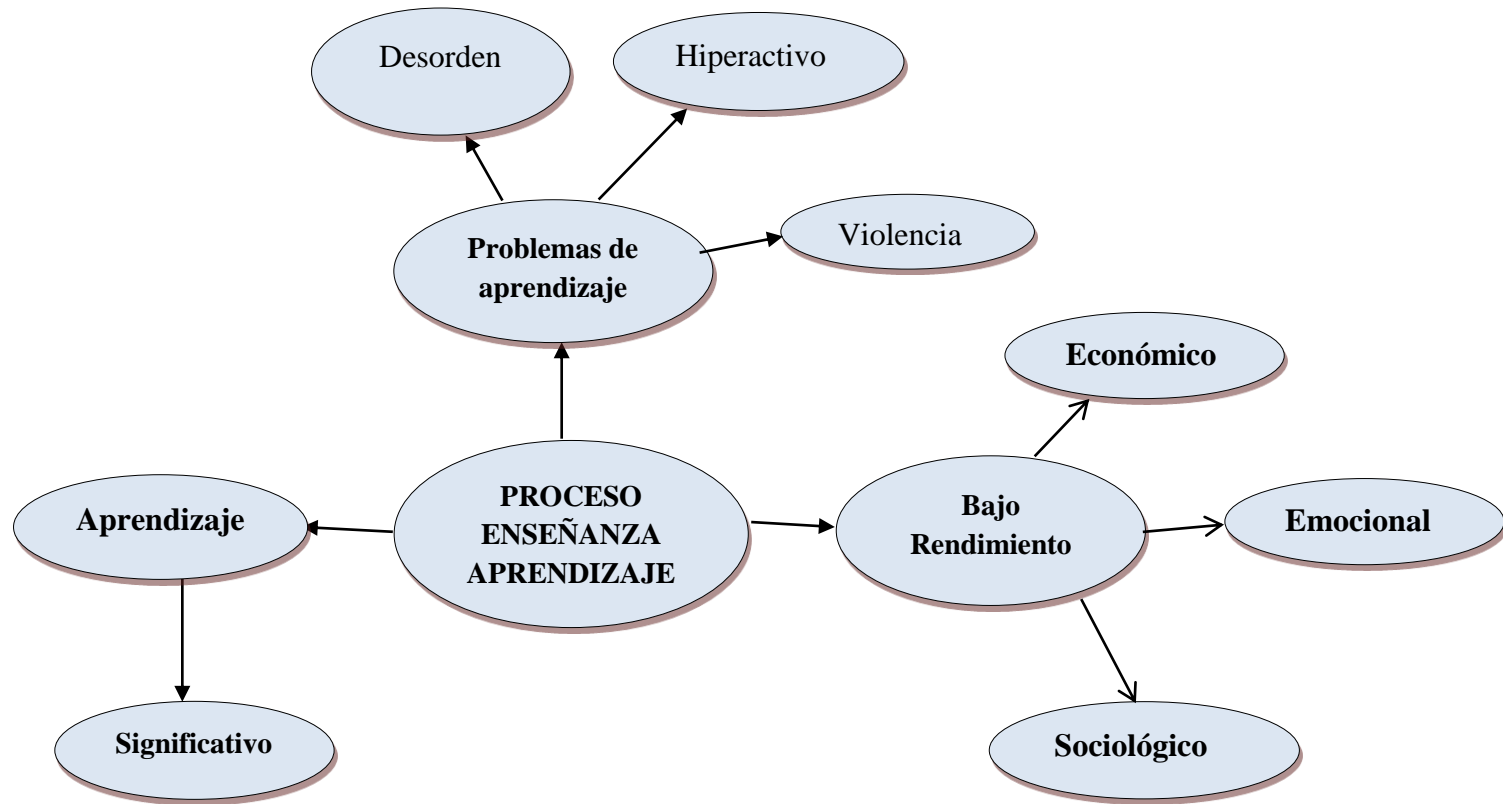 Desorden
Hiperactivo
Violencia
Problemas de
aprendizaje
Económico
PROCESO
ENSEÑANZA
APRENDIZAJE
Aprendizaje
Bajo
Rendimiento
Emocional
Significativo
Sociológico